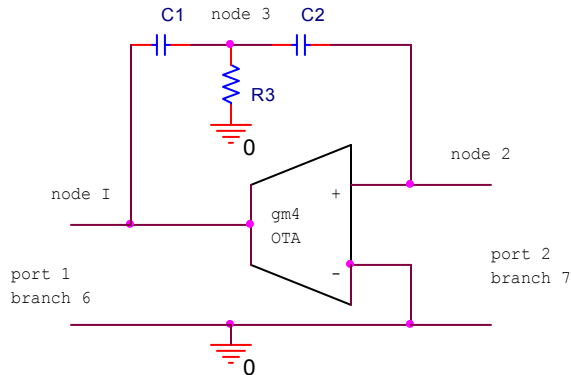 C1
node 3
C2
R3
0
node 2
+
node I
gm4
OTA
-
port 1
branch 6
port 2
branch 7
0